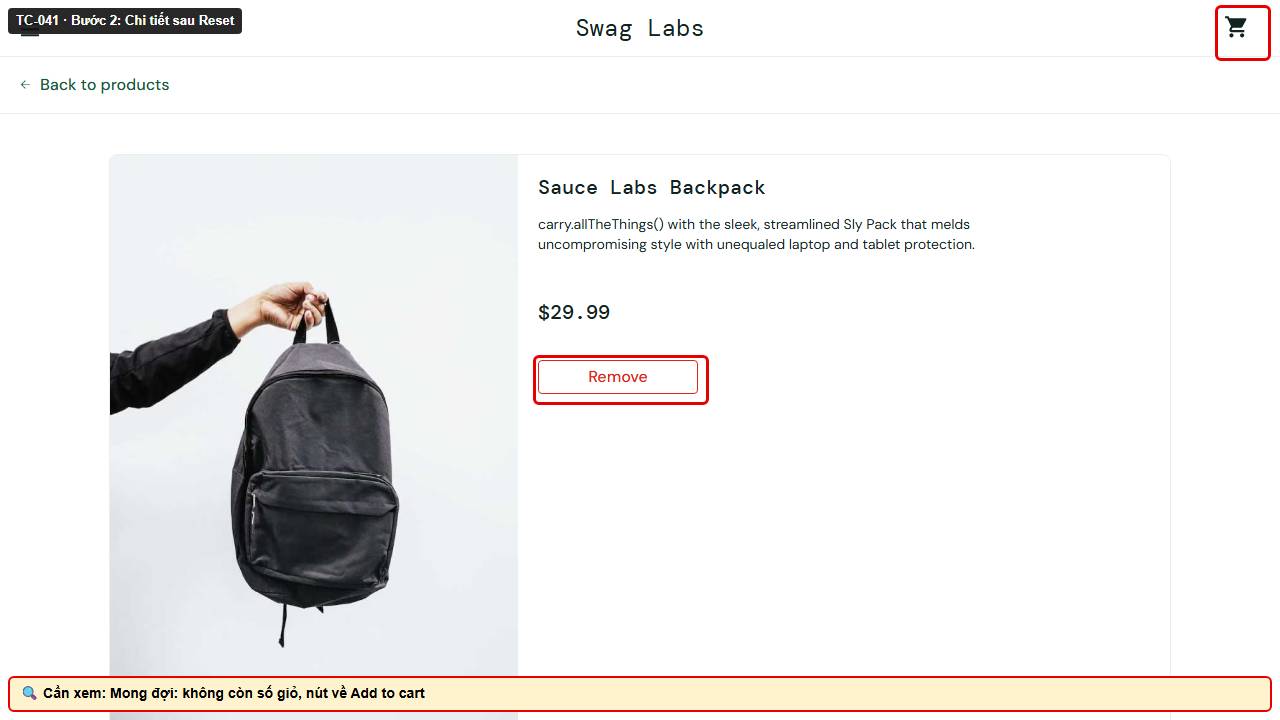 TC-041 · Bước 2: Chi tiết sau Reset
Swag Labs
Back to products
Sauce Labs Backpack
carry.allTheThings() with the sleek, streamlined Sly Pack that melds
uncompromising style with unequaled laptop and tablet protection.
$29.99
Remove
🔍 Cần xem: Mong đợi: không còn số giỏ, nút về Add to cart